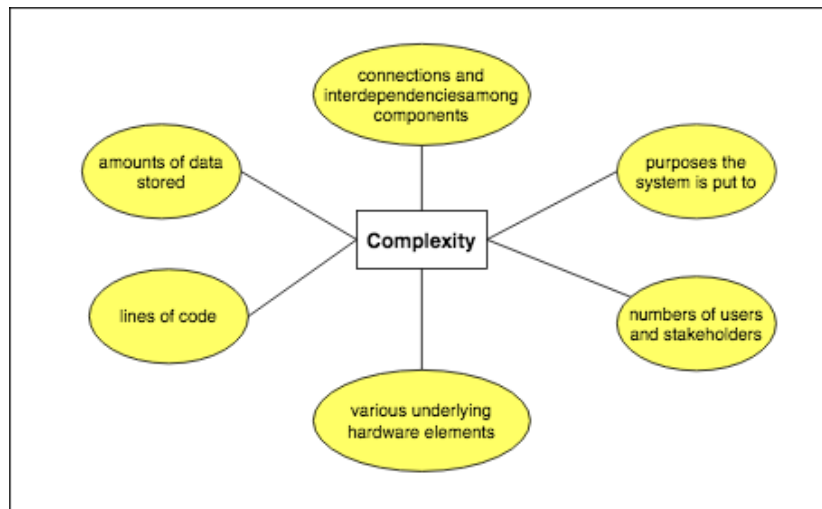 connections and
interdependenciesamong
components
amounts of data
stored
purposes the
system is put to
Complexity
lines of code
numbers of users
and stakeholders
various underlying
hardware elements